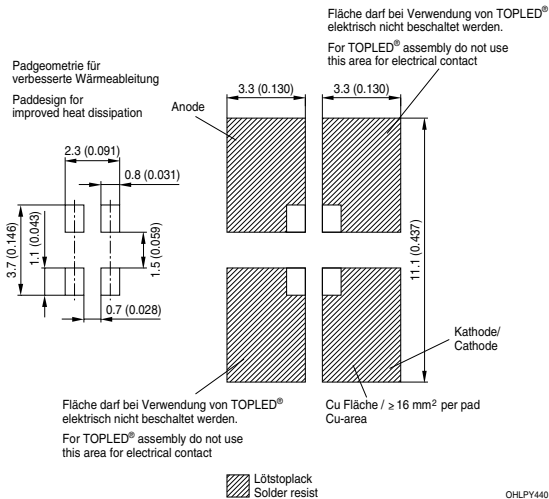 Fläche darf bei Verwendung von TOPLED®
elektrisch nicht beschaltet werden.
For TOPLED® assembly do not use
this area for electrical contact
Padgeometrie für
verbesserte Wärmeableitung
Paddesign for
improved heat dissipation
Anode
3.3 (0.130)
3.3 (0.130)
2.3 (0.091)
0.8 (0.031)
3.7 (0.146)
1.1 (0.043)
1.5 (0.059)
0.7 (0.028)
11.1 (0.437)
Kathode/
Cathode
Fläche darf bei Verwendung von TOPLED®
elektrisch nicht beschaltet werden.
For TOPLED® assembly do not use
this area for electrical contact
Cu Fläche / ≥ 16 mm² per pad
Cu-area
Lötstoplack
Solder resist
OHLPY440